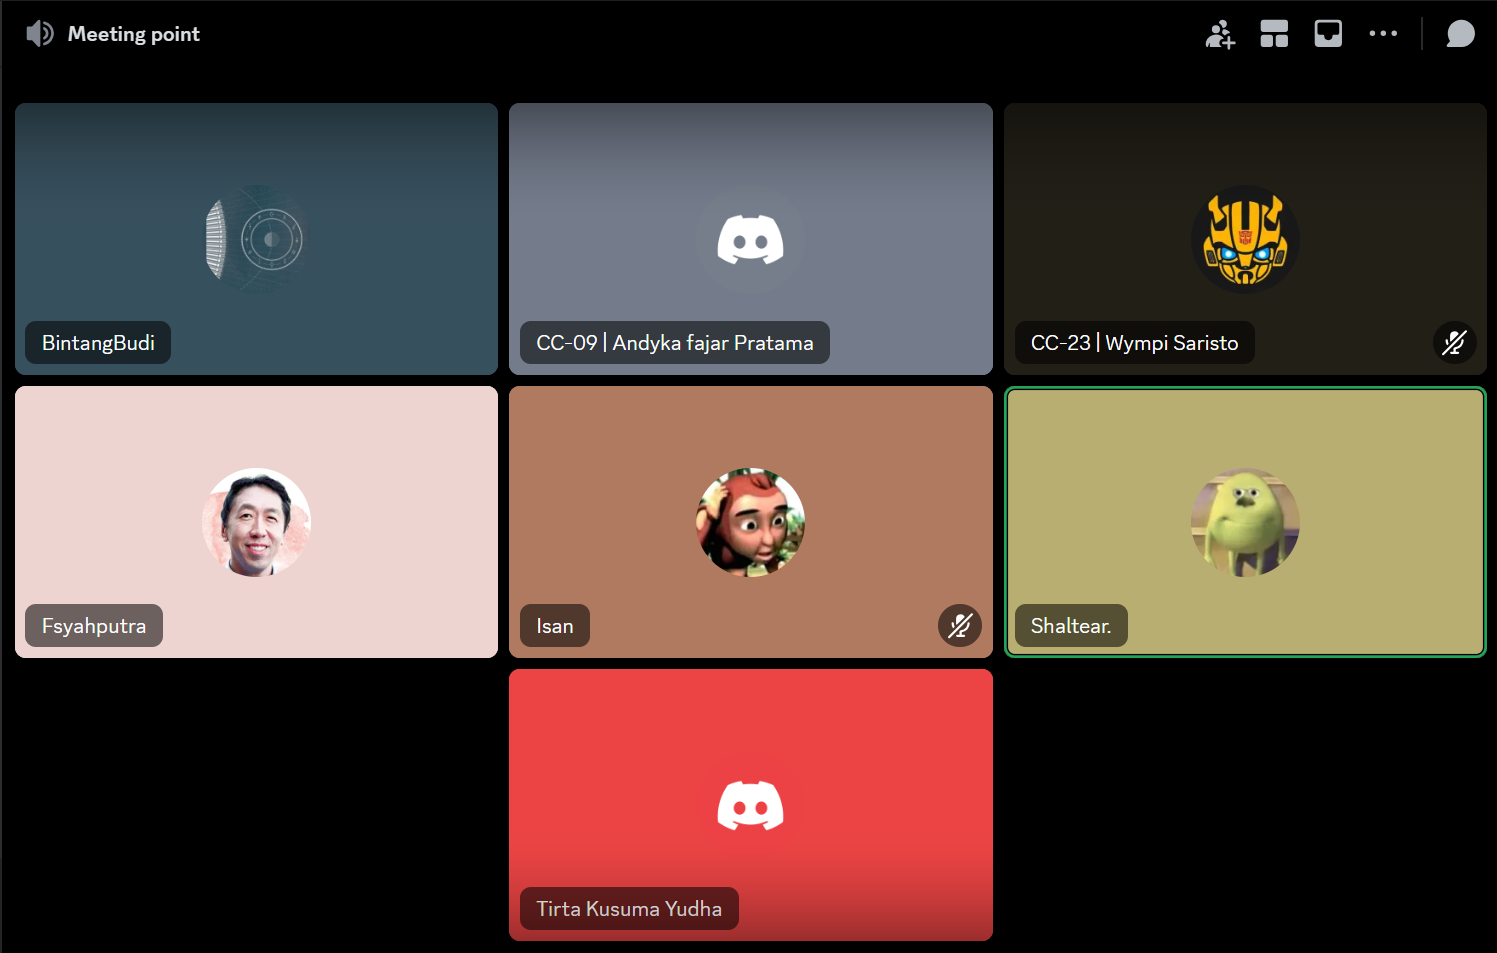 Meeting point
BintangBudi
CC-09 | Andyka fajar Pratama
CC-23 | Wympi Saristo
Fsyahputra
Isan
Shaltear.
Tirta Kusuma Yudha